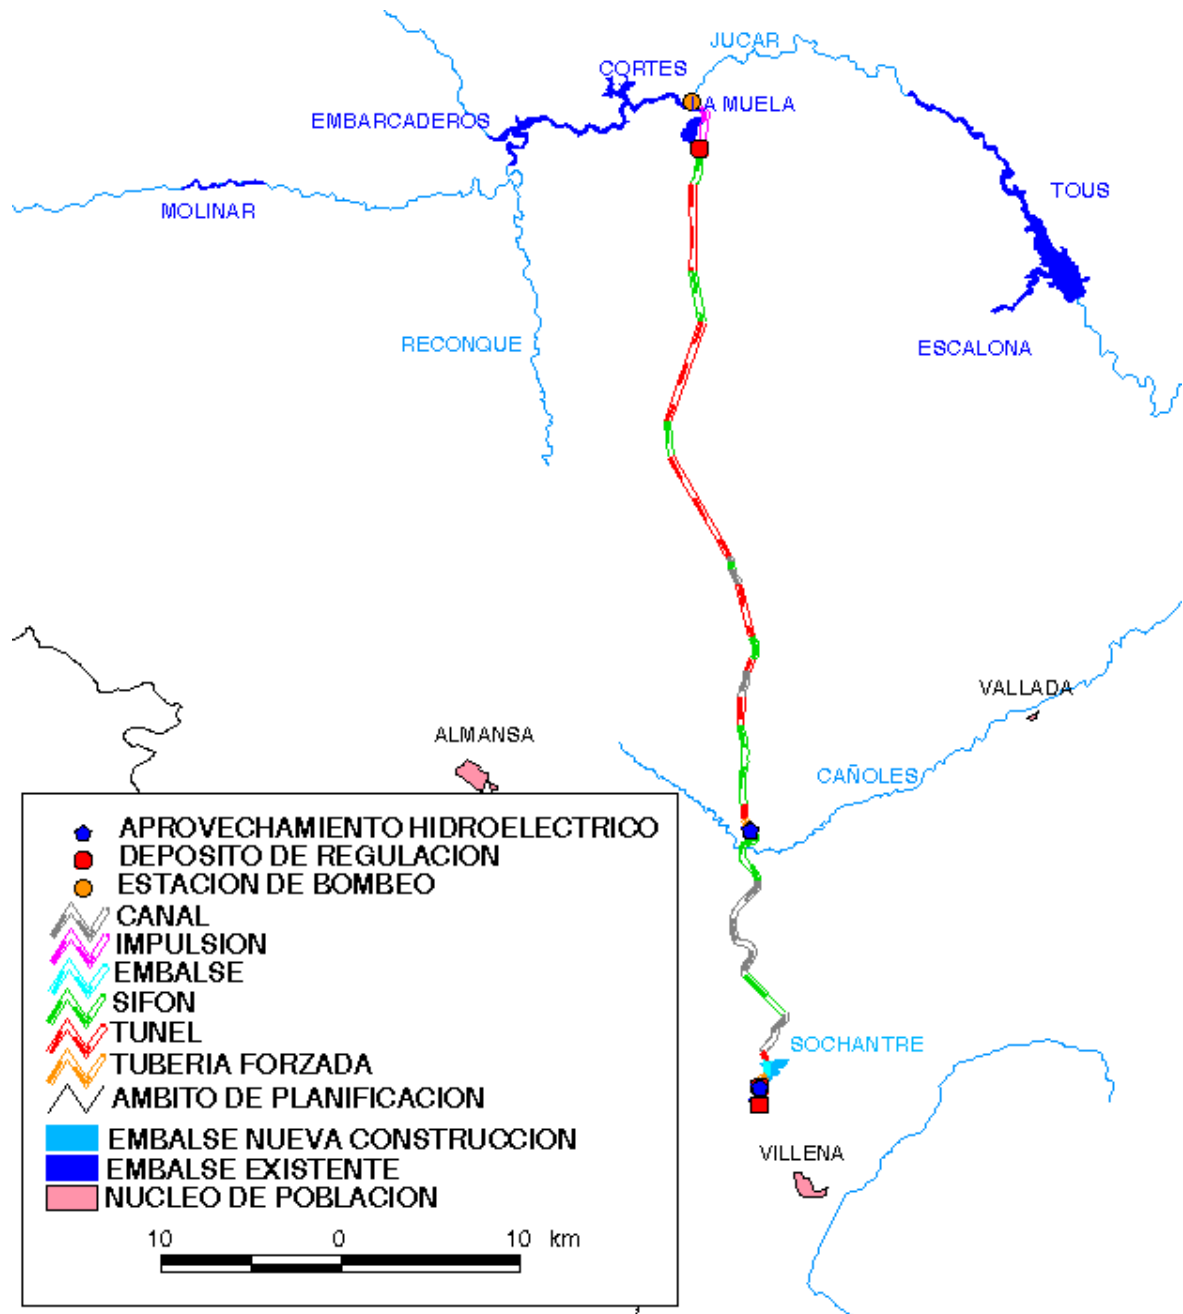 JUCAR
CORTES
A MUELA
EMBARCADEROS
TOUS
MOLINAR
RECONQUE
ESCALONA
VALLADA
ALMANSA
CAÑOLES
APROVECHAMIENTO HIDROELECTRICO
DEPOSITO DE REGULACION
ESTACION DE BOMBEO
CANAL
IMPULSION
EMBALSE
SIFON
TUNEL
TUBERIA FORZADA
AMBITO DE PLANIFICACION
EMBALSE NUEVA CONSTRUCCION
EMBALSE EXISTENTE
NUCLEO DE POBLACION
10 0 10 km
SOCHANTRE
VILLENA